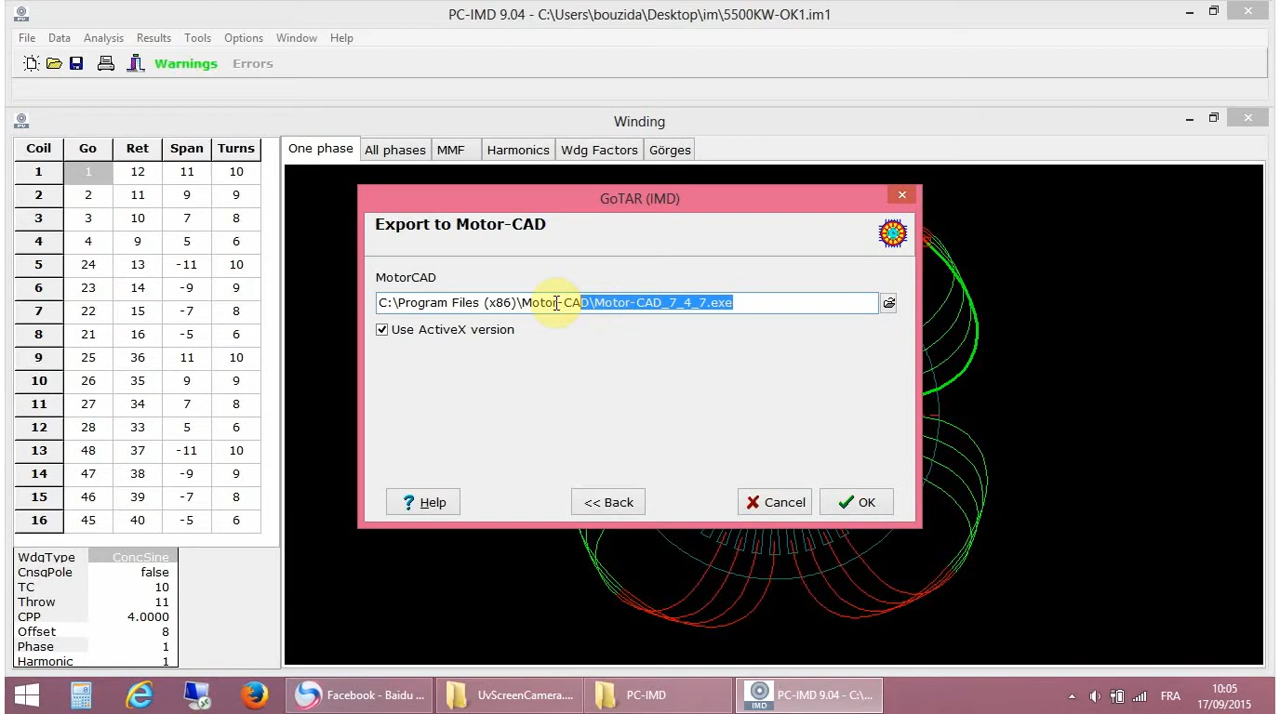 PC-IMD 9.04 - C:\Users\bouzida\Desktop\im\5500KW-OK1.im1
File Data Analysis Results Tools Options Window Help
Warnings Errors
Winding
Coil Go Ret Span Turns
One phase All phases MMF Harmonics Wdg Factors Görges
1 1 12 11 10
2 2 11 9 9
3 3 10 7 8
4 4 9 5 6
5 24 13 -11 10
6 23 14 -9 9
7 22 15 -7 8
8 21 16 -5 6
9 25 36 11 10
10 26 35 9 9
11 27 34 7 8
12 28 33 5 6
13 48 37 -11 10
14 47 38 -9 9
15 46 39 -7 8
16 45 40 -5 6
WdgType ConcSine
CnsqPole false
TC 10
Throw 11
CPP 4.0000
Offset 8
Phase 1
Harmonic 1
GoTAR (IMD)
Export to Motor-CAD
MotorCAD
C:\Program Files (x86)\Motor-CAD\Motor-CAD_7_4_7.exe
Use ActiveX version
? Help << Back Cancel OK
Facebook - Baidu ... UvScreenCamera.... PC-IMD PC-IMD 9.04 - C:\... FRA 10:05
IMD 17/09/2015